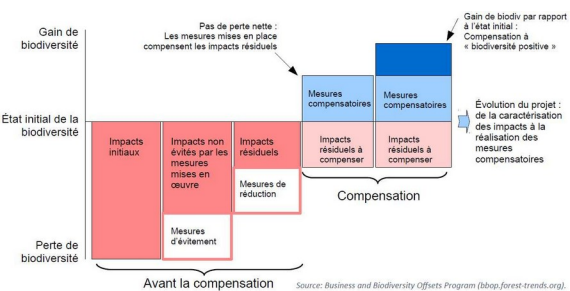 Gain de
biodiversité
Pas de perte nette :
Les mesures mises en place
compensent les impacts résiduels
Gain de biodiv par rapport
à l'état initial :
Compensation à
« biodiversité positive »
État initial de la
biodiversité
Impacts
initiaux
Impacts non
évités par les
mesures
mises en
œuvre
Mesures
d'évitement
Impacts
résiduels
Mesures de
réduction
Mesures
compensatoires
Impacts
résiduels à
compenser
Mesures
compensatoires
Impacts
résiduels à
compenser
Évolution du projet :
de la caractérisation
des impacts à la
réalisation des
mesures
compensatoires
Compensation
Perte de
biodiversité
Avant la compensation
Source: Business and Biodiversity Offsets Program (bbop.forest-trends.org).